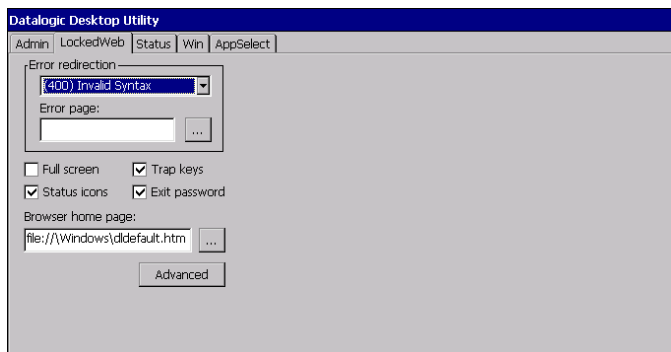 Datalogic Desktop Utility
Admin LockedWeb Status Win AppSelect
Error redirection
(400) Invalid Syntax
Error page:
...
Full screen Trap keys
Status icons Exit password
Browser home page:
file://\Windows\dldefault.htm ...
Advanced